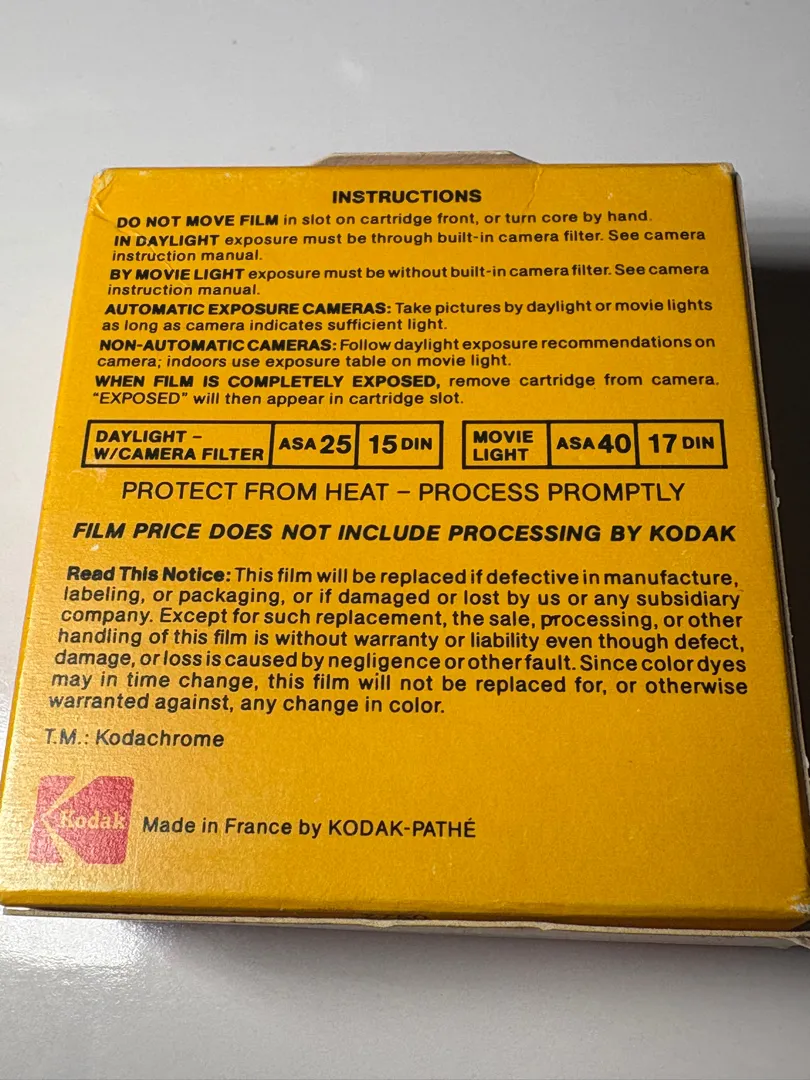 INSTRUCTIONS
DO NOT MOVE FILM in slot on cartridge front, or turn core by hand.
IN DAYLIGHT exposure must be through built-in camera filter. See camera
instruction manual.
BY MOVIE LIGHT exposure must be without built-in camera filter. See camera
instruction manual.
AUTOMATIC EXPOSURE CAMERAS: Take pictures by daylight or movie lights
as long as camera indicates sufficient light.
NON-AUTOMATIC CAMERAS: Follow daylight exposure recommendations on
camera; indoors use exposure table on movie light.
WHEN FILM IS COMPLETELY EXPOSED, remove cartridge from camera.
“EXPOSED” will then appear in cartridge slot.
DAYLIGHT –
W/CAMERA FILTER
ASA 25
15 DIN
MOVIE
LIGHT
ASA 40
17 DIN
PROTECT FROM HEAT – PROCESS PROMPTLY
FILM PRICE DOES NOT INCLUDE PROCESSING BY KODAK
Read This Notice: This film will be replaced if defective in manufacture,
labeling, or packaging, or if damaged or lost by us or any subsidiary
company. Except for such replacement, the sale, processing, or other
handling of this film is without warranty or liability even though defect,
damage, or loss is caused by negligence or other fault. Since color dyes
may in time change, this film will not be replaced for, or otherwise
warranted against, any change in color.
T.M.: Kodachrome
Kodak
Made in France by KODAK-PATHÉ